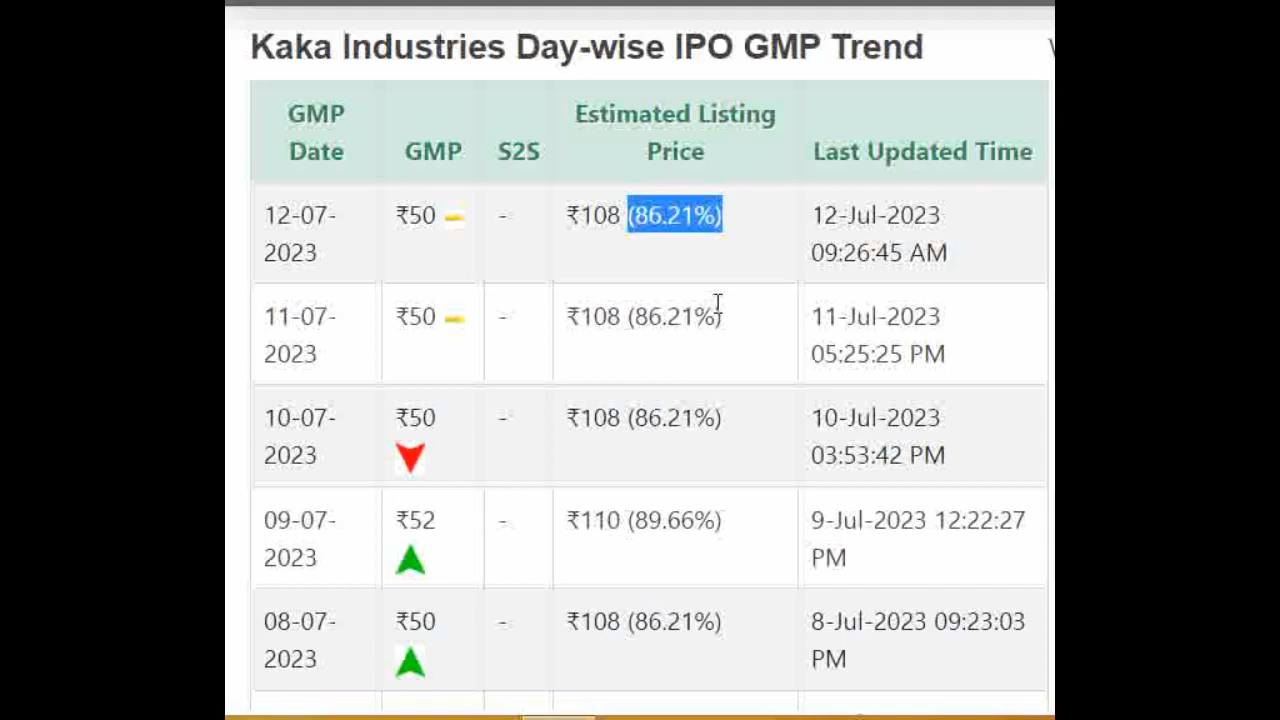 Kaka Industries Day-wise IPO GMP Trend
GMP Date GMP S2S Estimated Listing Price Last Updated Time
12-07-2023 ₹50 - ₹108 (86.21%) 12-Jul-2023 09:26:45 AM
11-07-2023 ₹50 - ₹108 (86.21%) 11-Jul-2023 05:25:25 PM
10-07-2023 ₹50 - ₹108 (86.21%) 10-Jul-2023 03:53:42 PM
09-07-2023 ₹52 - ₹110 (89.66%) 9-Jul-2023 12:22:27 PM
08-07-2023 ₹50 - ₹108 (86.21%) 8-Jul-2023 09:23:03 PM